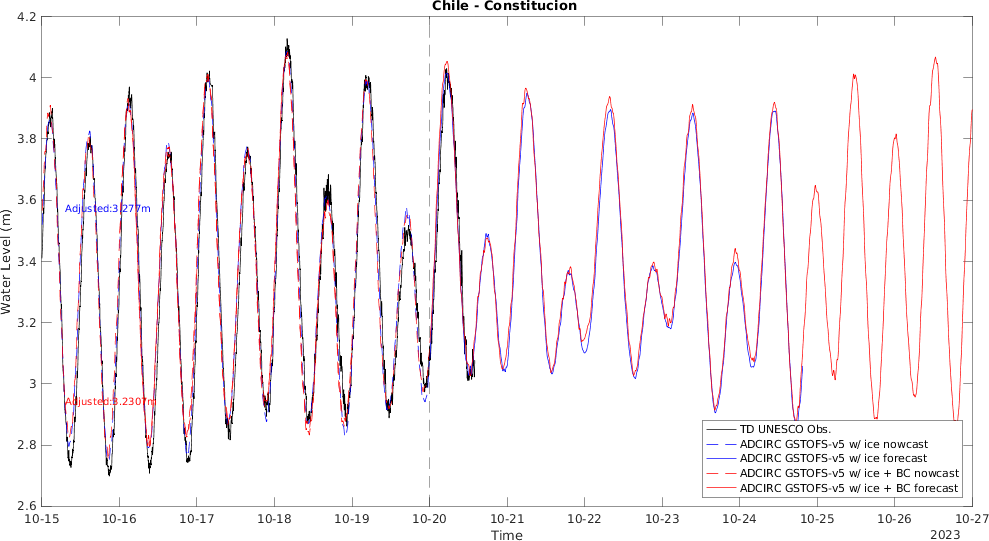 Chile - Constitucion
4.2
4
3.8
3.6
3.4
3.2
3
2.8
2.6
Water Level (m)
Adjusted:3.277m
Adjusted:3.2307m
TD UNESCO Obs.
ADCIRC GSTOFS-v5 w/ ice nowcast
ADCIRC GSTOFS-v5 w/ ice forecast
ADCIRC GSTOFS-v5 w/ ice + BC nowcast
ADCIRC GSTOFS-v5 w/ ice + BC forecast
10-15 10-16 10-17 10-18 10-19 10-20 10-21 10-22 10-23 10-24 10-25 10-26 10-27
Time
2023